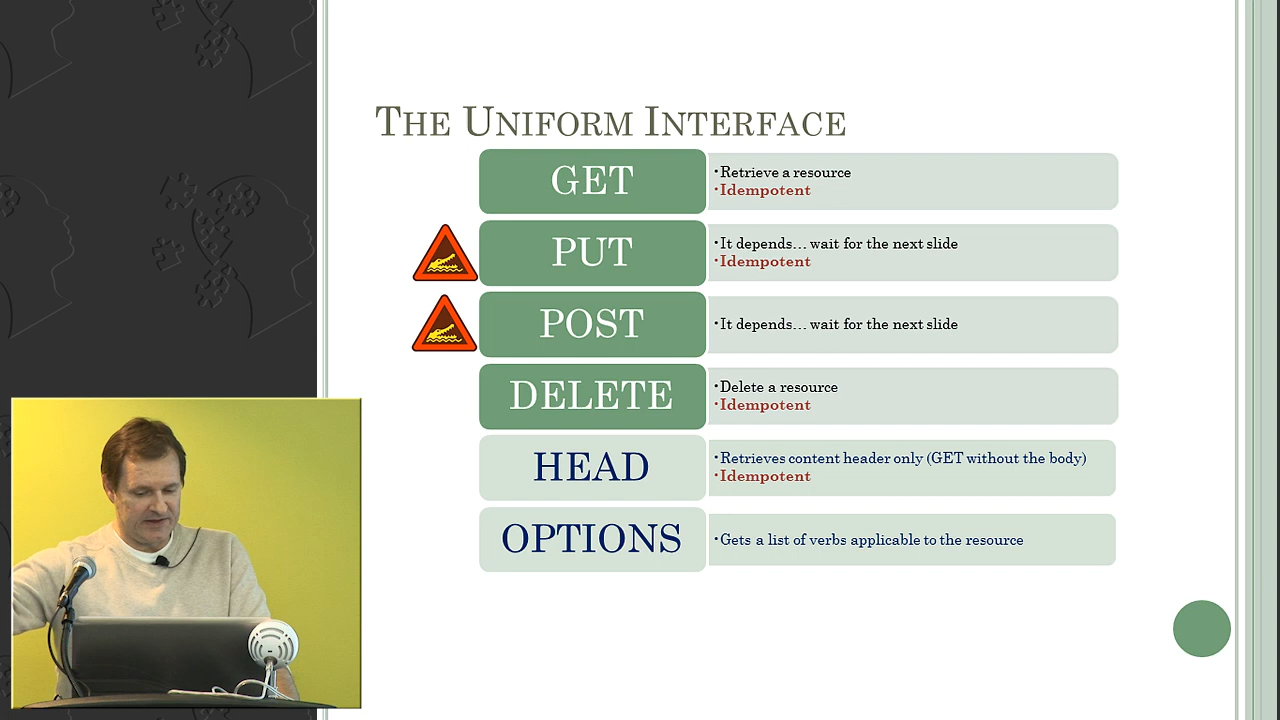 THE UNIFORM INTERFACE
GET
•Retrieve a resource
•Idempotent
PUT
•It depends… wait for the next slide
•Idempotent
POST
•It depends… wait for the next slide
DELETE
•Delete a resource
•Idempotent
HEAD
•Retrieves content header only (GET without the body)
•Idempotent
OPTIONS
•Gets a list of verbs applicable to the resource